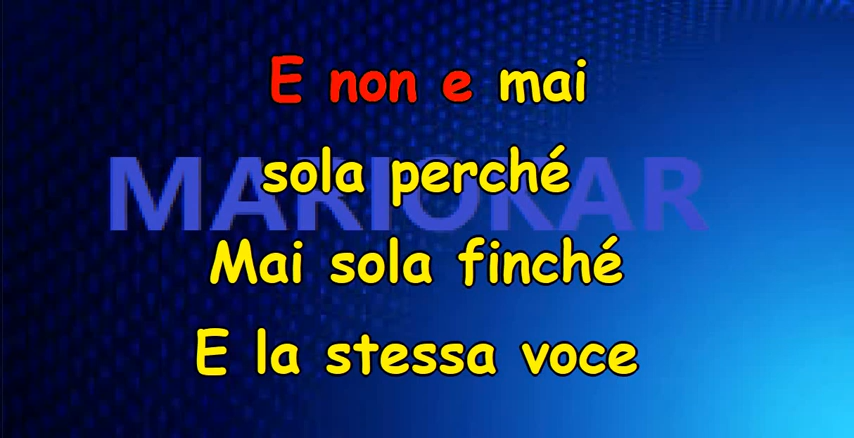 E non e mai
sola perché
MARIOKAR
Mai sola finché
E la stessa voce